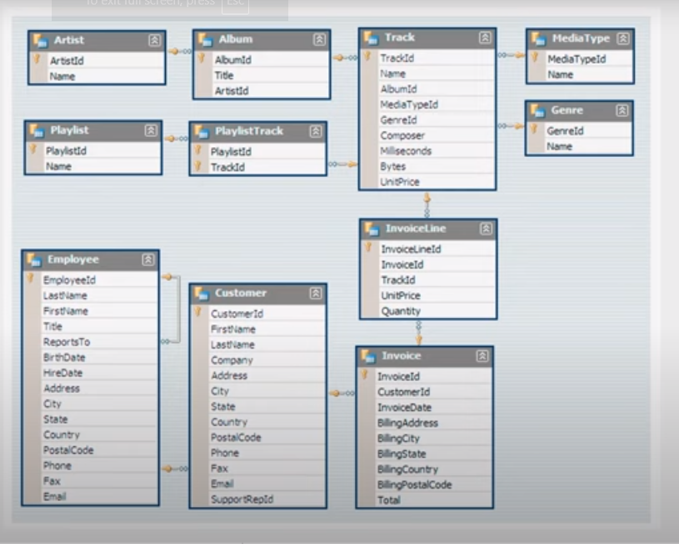 To exit full screen, press Esc
Artist
ArtistId
Name
Album
AlbumId
Title
ArtistId
Track
TrackId
Name
AlbumId
MediaTypeId
GenreId
Composer
Milliseconds
Bytes
UnitPrice
MediaType
MediaTypeId
Name
Genre
GenreId
Name
Playlist
PlaylistId
Name
PlaylistTrack
PlaylistId
TrackId
InvoiceLine
InvoiceLineId
InvoiceId
TrackId
UnitPrice
Quantity
Employee
EmployeeId
LastName
FirstName
Title
ReportsTo
BirthDate
HireDate
Address
City
State
Country
PostalCode
Phone
Fax
Email
Customer
CustomerId
FirstName
LastName
Company
Address
City
State
Country
PostalCode
Phone
Fax
Email
SupportRepId
Invoice
InvoiceId
CustomerId
InvoiceDate
BillingAddress
BillingCity
BillingState
BillingCountry
BillingPostalCode
Total